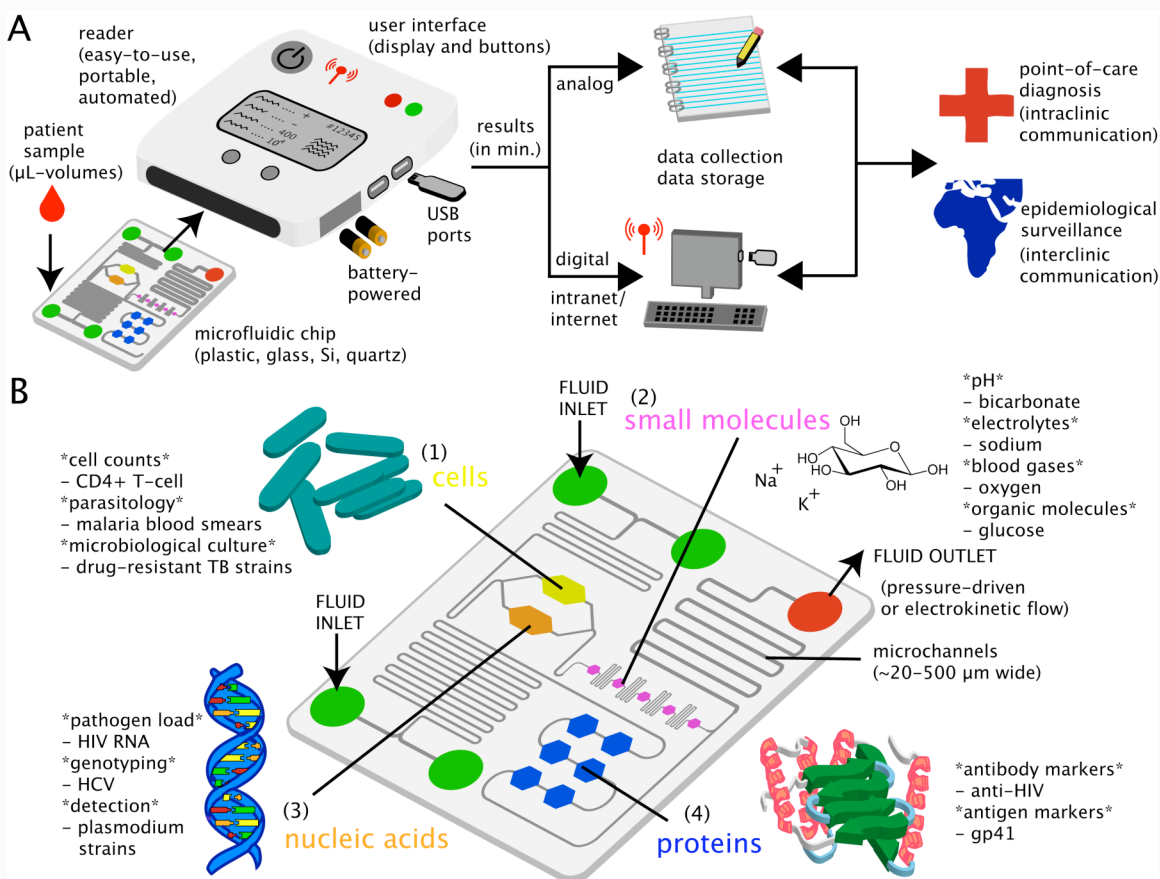 A
reader
(easy-to-use,
portable,
automated)
user interface
(display and buttons)
patient
sample
(µL-volumes)
+
#12345
–
400
10⁴
USB
ports
battery-
powered
microfluidic chip
(plastic, glass, Si, quartz)
results
(in min.)
analog
digital
intranet/
internet
data collection
data storage
point-of-care
diagnosis
(intraclinic
communication)
epidemiological
surveillance
(interclinic
communication)
B
*cell counts*
– CD4+ T-cell
*parasitology*
– malaria blood smears
*microbiological culture*
– drug-resistant TB strains
(1)
cells
FLUID
INLET
(2)
small molecules
Na+
K+
OH
HO
HO
O
OH
OH
*pH*
– bicarbonate
*electrolytes*
– sodium
*blood gases*
– oxygen
*organic molecules*
– glucose
FLUID OUTLET
(pressure-driven
or electrokinetic flow)
microchannels
(~20–500 µm wide)
FLUID
INLET
*pathogen load*
– HIV RNA
*genotyping*
– HCV
*detection*
– plasmodium
strains
(3)
nucleic acids
(4)
proteins
*antibody markers*
– anti-HIV
*antigen markers*
– gp41